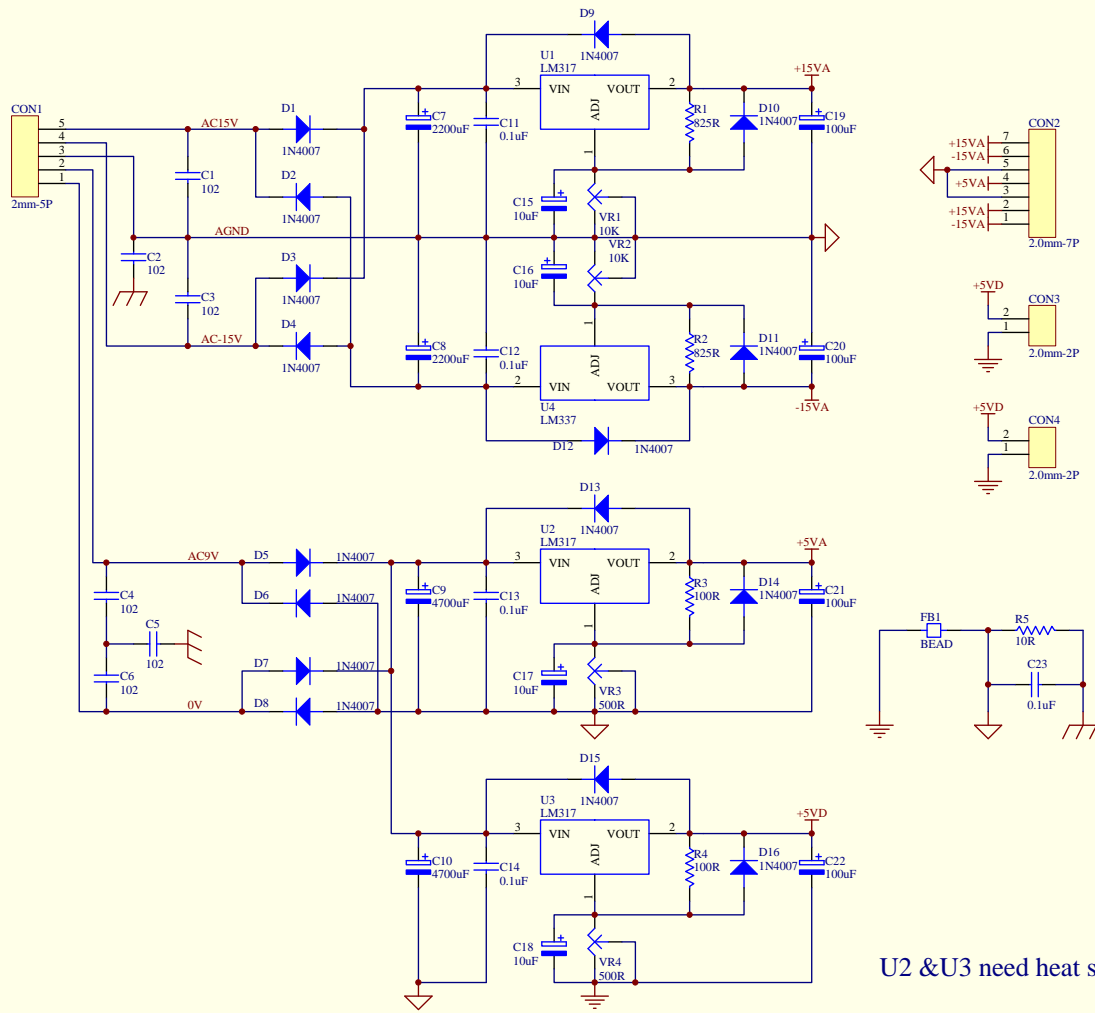 D9
1N4007
U1
LM317
3
VIN
VOUT
2
ADJ
1
+15VA
CON1
5
4
3
2
1
2mm-5P
AC15V
D1
1N4007
D2
1N4007
C1
102
AGND
C2
102
C3
102
D3
1N4007
D4
1N4007
AC-15V
C7
2200uF
C11
0.1uF
R1
825R
D10
1N4007
C19
100uF
C15
10uF
VR1
10K
VR2
10K
C16
10uF
C8
2200uF
C12
0.1uF
1
ADJ
2
VIN
VOUT
3
U4
LM337
R2
825R
D11
1N4007
C20
100uF
-15VA
D12
1N4007
CON2
+15VA
7
-15VA
6
5
+5VA
4
3
+15VA
2
-15VA
1
2.0mm-7P
+5VD
CON3
2
1
2.0mm-2P
+5VD
CON4
2
1
2.0mm-2P
D13
1N4007
U2
LM317
3
VIN
VOUT
2
ADJ
1
+5VA
AC9V
D5
1N4007
D6
1N4007
C4
102
C5
102
C6
102
D7
1N4007
0V
D8
1N4007
C9
4700uF
C13
0.1uF
R3
100R
D14
1N4007
C21
100uF
C17
10uF
VR3
500R
FB1
BEAD
R5
10R
C23
0.1uF
D15
1N4007
U3
LM317
3
VIN
VOUT
2
ADJ
1
+5VD
C10
4700uF
C14
0.1uF
R4
100R
D16
1N4007
C22
100uF
C18
10uF
VR4
500R
U2 &U3 need heat s